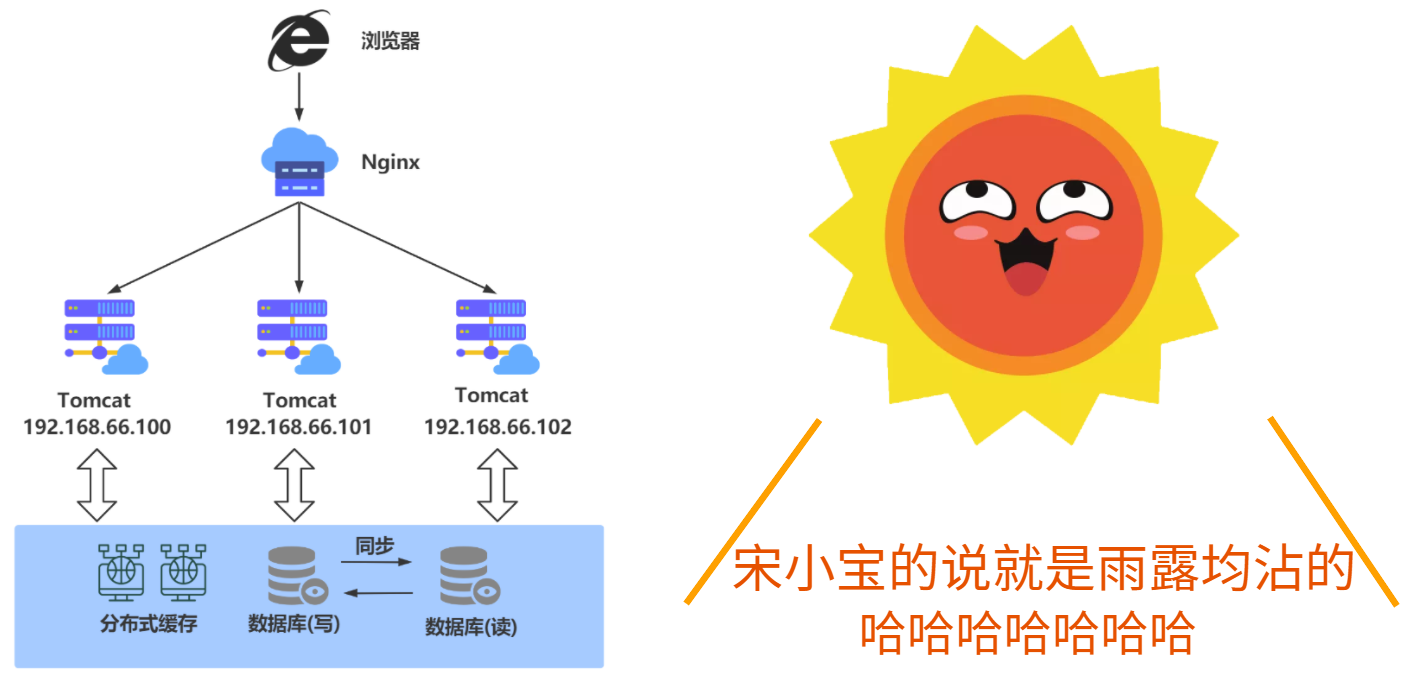 浏览器
Nginx
Tomcat
192.168.66.100
Tomcat
192.168.66.101
Tomcat
192.168.66.102
同步
分布式缓存
数据库(写)
数据库(读)
宋小宝的说就是雨露均沾的
哈哈哈哈哈哈哈